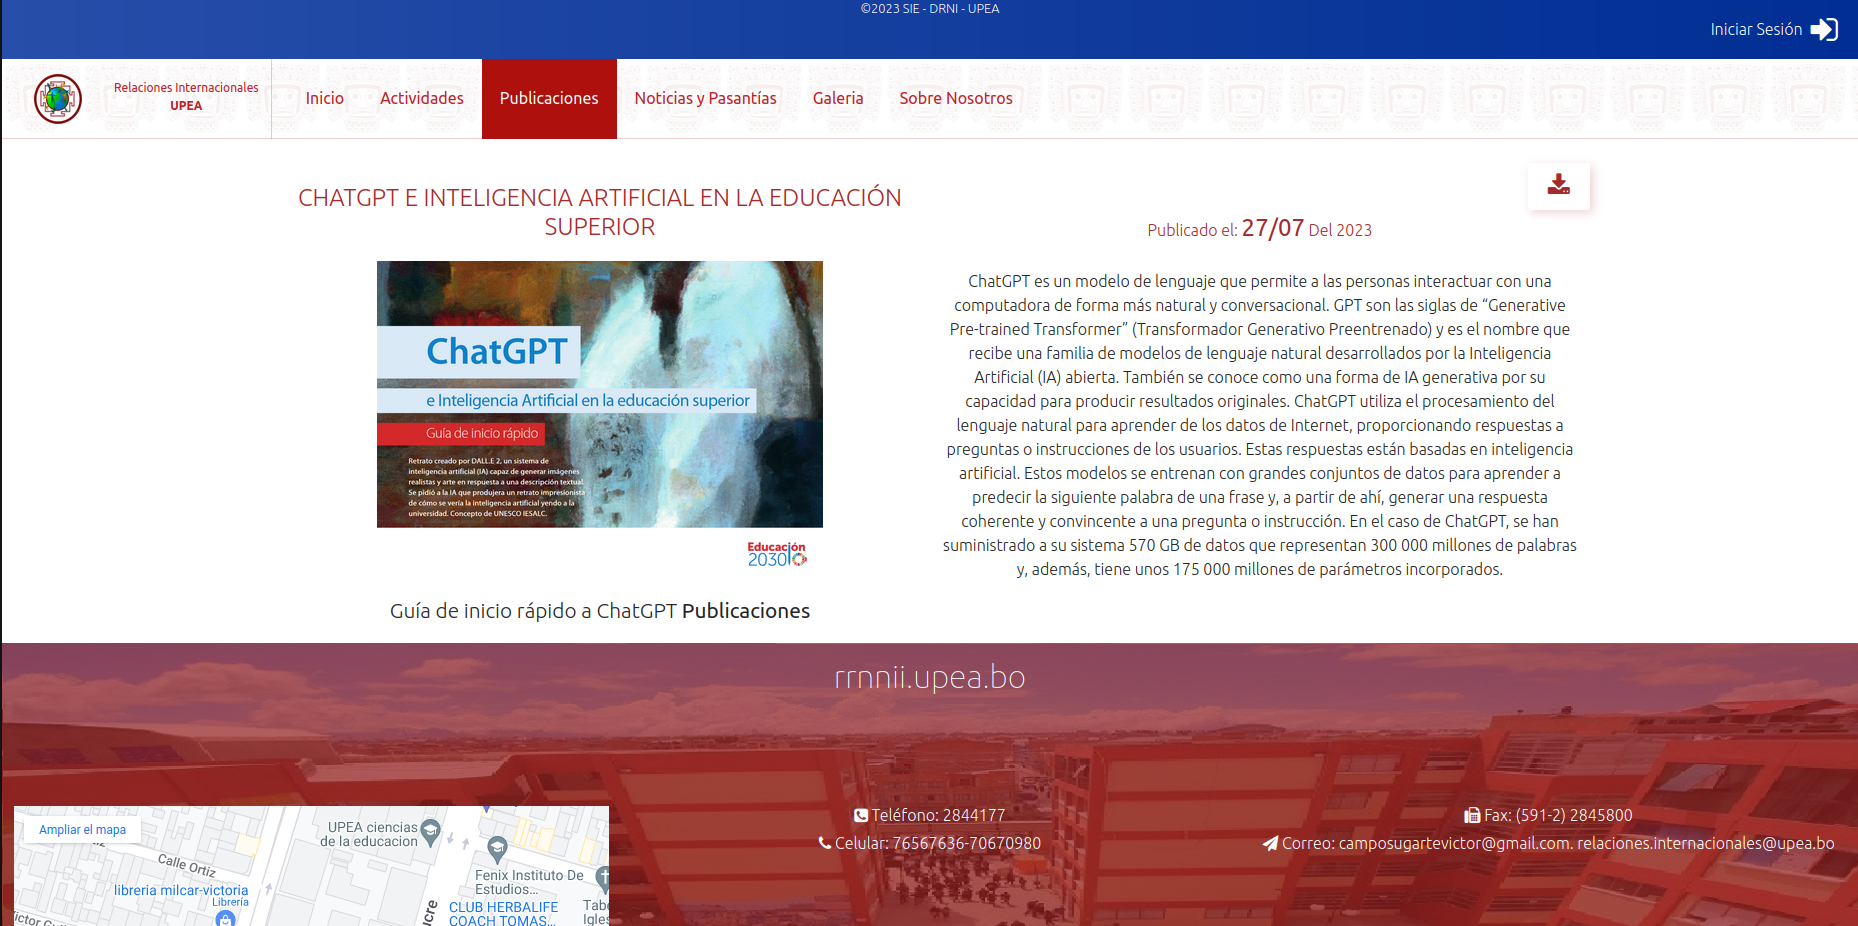 ©2023 SIE - DRNI - UPEA
Iniciar Sesión
Relaciones Internacionales
UPEA
Inicio
Actividades
Publicaciones
Noticias y Pasantías
Galeria
Sobre Nosotros
CHATGPT E INTELIGENCIA ARTIFICIAL EN LA EDUCACIÓN
SUPERIOR
ChatGPT
e Inteligencia Artificial en la educación superior
Guía de inicio rápido
Retrato creado por DALL.E 2, un sistema de
inteligencia artificial (IA) capaz de generar imágenes
realistas y arte en respuesta a una descripción textual.
Se pidió a la IA que produjera un retrato impresionista
de cómo se vería la inteligencia artificial yendo a la
universidad. Concepto de UNESCO IESALC.
Educación
2030
Guía de inicio rápido a ChatGPT Publicaciones
Publicado el: 27/07 Del 2023
ChatGPT es un modelo de lenguaje que permite a las personas interactuar con una
computadora de forma más natural y conversacional. GPT son las siglas de “Generative
Pre-trained Transformer” (Transformador Generativo Preentrenado) y es el nombre que
recibe una familia de modelos de lenguaje natural desarrollados por la Inteligencia
Artificial (IA) abierta. También se conoce como una forma de IA generativa por su
capacidad para producir resultados originales. ChatGPT utiliza el procesamiento del
lenguaje natural para aprender de los datos de Internet, proporcionando respuestas a
preguntas o instrucciones de los usuarios. Estas respuestas están basadas en inteligencia
artificial. Estos modelos se entrenan con grandes conjuntos de datos para aprender a
predecir la siguiente palabra de una frase y, a partir de ahí, generar una respuesta
coherente y convincente a una pregunta o instrucción. En el caso de ChatGPT, se han
suministrado a su sistema 570 GB de datos que representan 300 000 millones de palabras
y, además, tiene unos 175 000 millones de parámetros incorporados.
rrnnii.upea.bo
Ampliar el mapa
UPEA ciencias
de la educacion
Calle Ortiz
libreria milcar-victoria
Librería
Fenix Instituto De
Estudios...
CLUB HERBALIFE
COACH TOMAS...
Teléfono: 2844177
Celular: 76567636-70670980
Fax: (591-2) 2845800
Correo: camposugartevictor@gmail.com. relaciones.internacionales@upea.bo